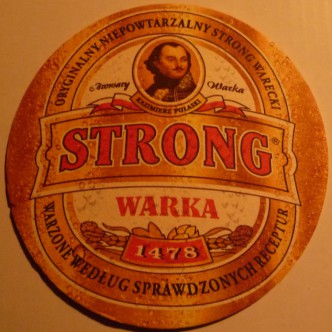 ORYGINALNY, NIEPOWTARZALNY STRONG WARECKI
Browary Warka
KAZIMIERZ PUŁASKI
STRONG®
WARKA
1478
WARZONE WEDŁUG SPRAWDZONYCH RECEPTUR